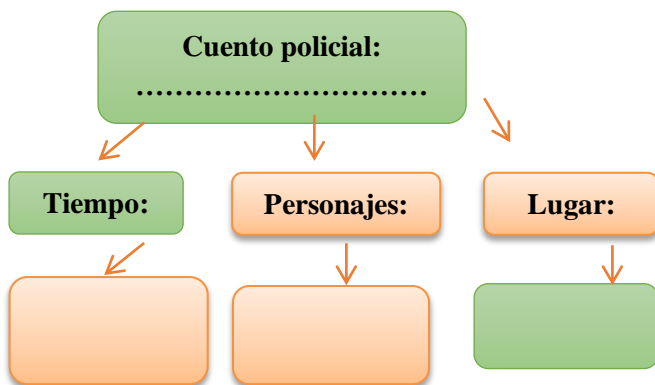 Cuento policial:
…………………………….
Tiempo:
Personajes:
Lugar: